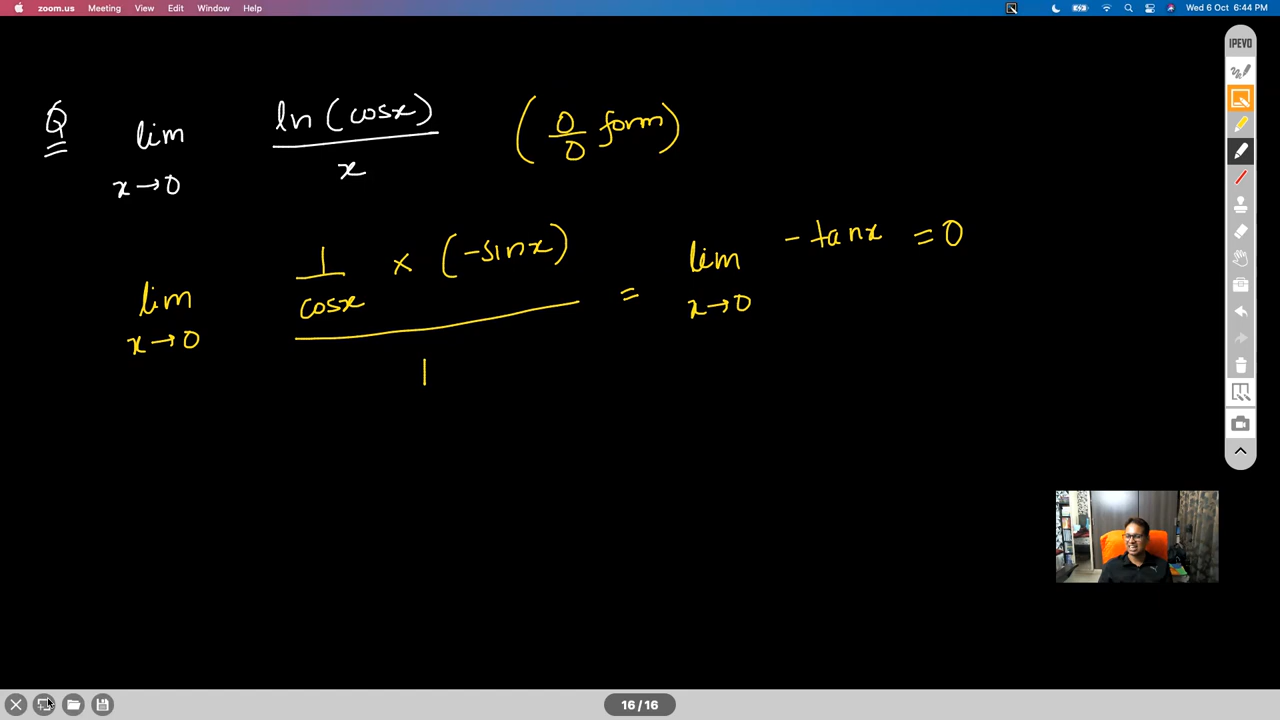 zoom.us Meeting View Edit Window Help Wed 6 Oct 6:44 PM
IPEVO
Q lim x→0 ln(cosx)/x (0/0 form)
lim x→0 (1/cosx × (-sinx))/1 = lim x→0 -tanx = 0
16/16